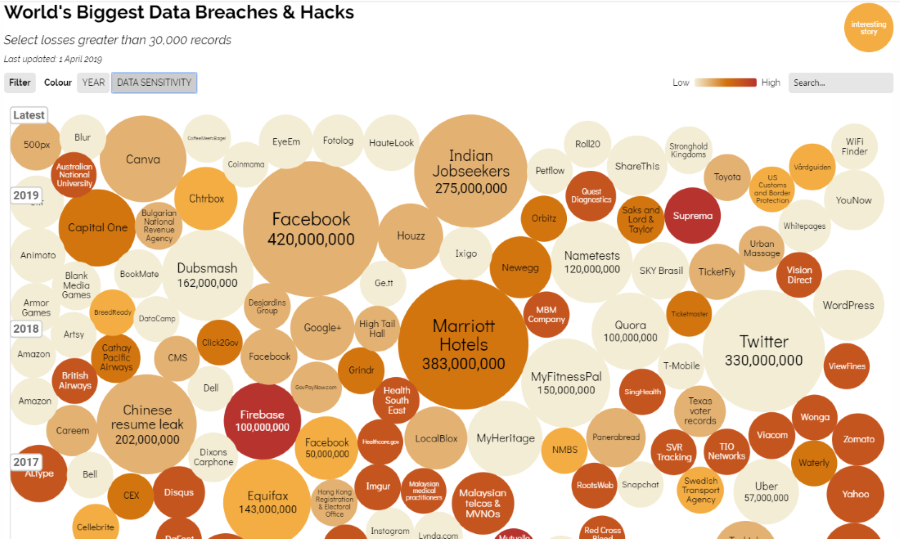 World's Biggest Data Breaches & Hacks
Select losses greater than 30,000 records
Last updated: 1 April 2019
interesting
story
Filter Colour YEAR DATA SENSITIVITY
Low High Search...
Latest
500px
Blur
Canva
CoffeeMeetsBagel
EyeEm
Fotolog
HauteLook
Indian
Jobseekers
275,000,000
Roll20
Stronghold
Kingdoms
WiFi
Finder
Australian
National
University
Coinmama
Petflow
ShareThis
Toyota
Vårdguiden
2019
Chtrbox
Quest
Diagnostics
US
Customs
and Border
Protection
YouNow
Capital One
Bulgarian
National
Revenue
Agency
Facebook
420,000,000
Houzz
Orbitz
Saks and
Lord &
Taylor
Suprema
Whitepages
Animoto
Blank
Media
Games
BookMate
Dubsmash
162,000,000
Ixigo
Newegg
Nametests
120,000,000
SKY Brasil
TicketFly
Urban
Massage
Vision
Direct
Ge.tt
Armor
Games
BreedReady
DataComp
Desjardins
Group
Google+
High Tail
Hall
Marriott
Hotels
383,000,000
MBM
Company
Quora
100,000,000
Ticketmaster
WordPress
2018
Artsy
Click2Gov
Twitter
330,000,000
Amazon
Cathay
Pacific
Airways
CMS
Facebook
Grindr
MyFitnessPal
150,000,000
T-Mobile
ViewFines
British
Airways
Dell
GovPayNow.com
Health
South
East
SingHealth
Amazon
Chinese
resume leak
202,000,000
Firebase
100,000,000
Texas
voter
records
Wonga
Careem
Facebook
50,000,000
Healthcare.gov
LocalBlox
MyHeritage
NMBS
Panerabread
SVR
Tracking
TIO
Networks
Viacom
Zomato
2017
AI.type
Bell
Dixons
Carphone
Waterly
CEX
Disqus
Equifax
143,000,000
Hong Kong
Registration
& Electoral
Office
Imgur
Malaysian
medical
practitioners
Malaysian
telcos &
MVNOs
RootsWeb
Snapchat
Swedish
Transport
Agency
Uber
57,000,000
Yahoo
Cellebrite
Instagram
Lynda.com
Red Cross
Blood